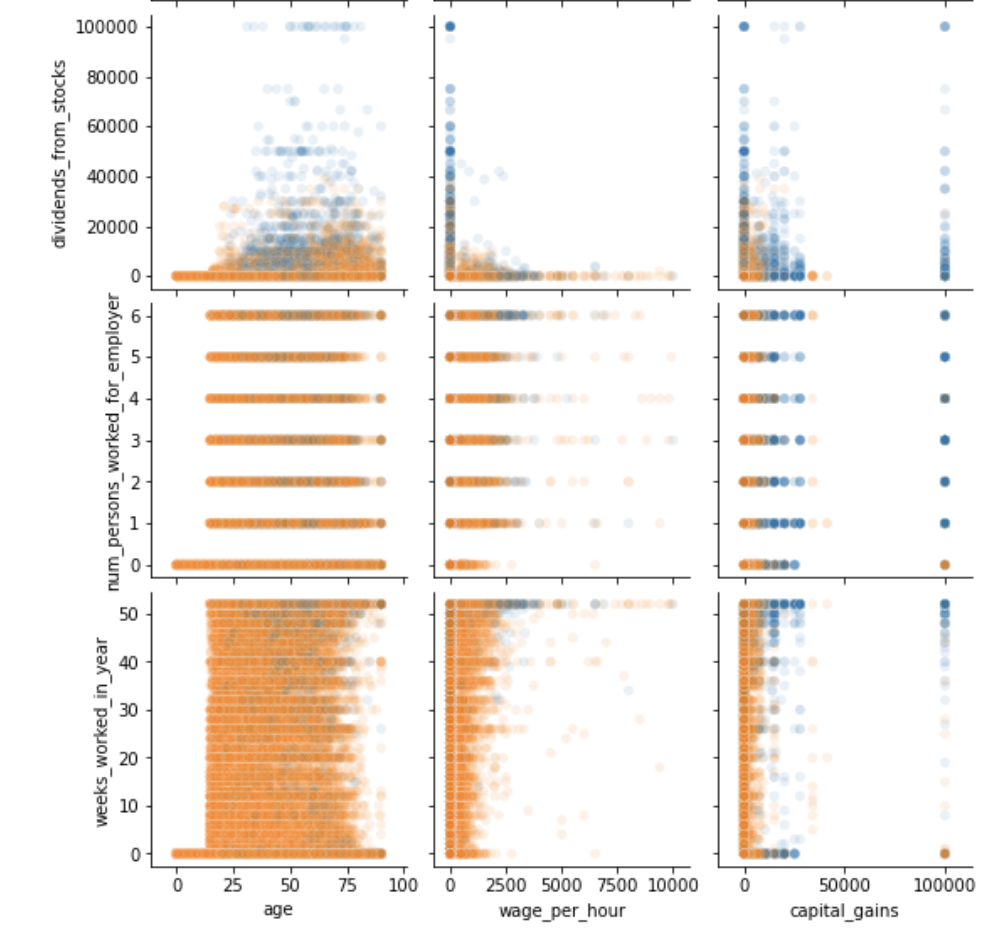 dividends_from_stocks
100000
80000
60000
40000
20000
0
num_persons_worked_for_employer
6
5
4
3
2
1
0
weeks_worked_in_year
50
40
30
20
10
0
0 25 50 75 100
0 2500 5000 7500 10000
0 50000 100000
age
wage_per_hour
capital_gains